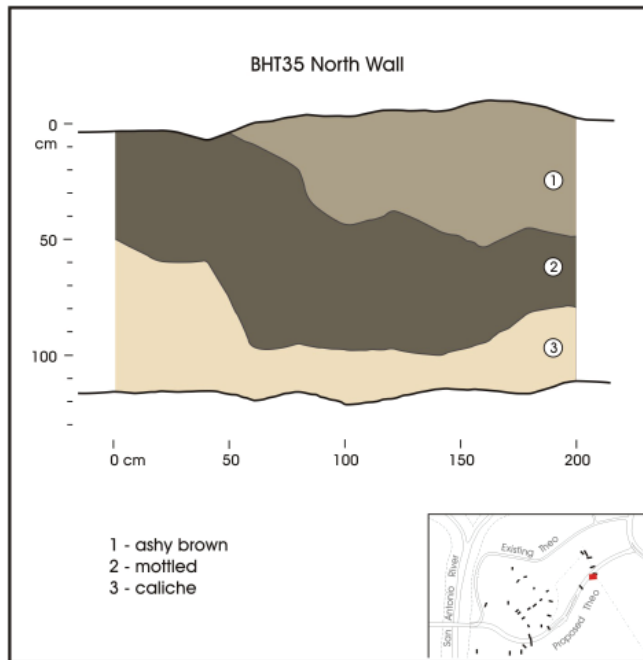 BHT35 North Wall
0
cm
50
100
1
2
3
0 cm 50 100 150 200
1 - ashy brown
2 - mottled
3 - caliche
Existing Theo
San Antonio River
Proposed Theo